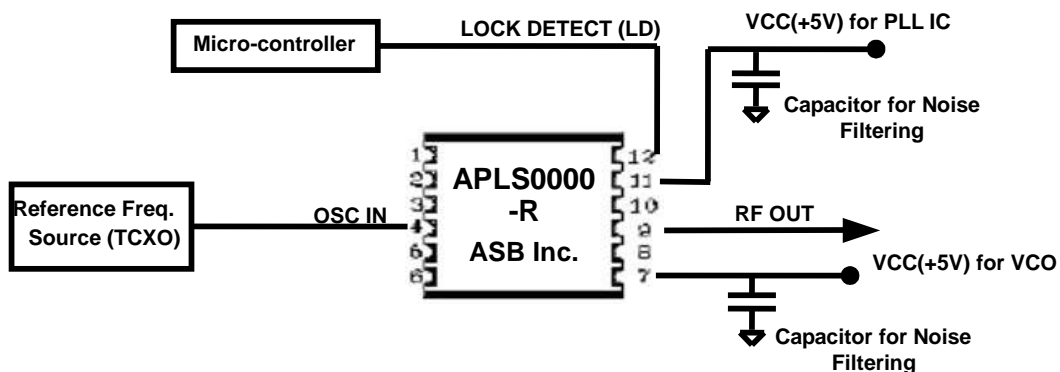 Micro-controller
LOCK DETECT (LD)
VCC(+5V) for PLL IC
Capacitor for Noise
Filtering
1
2
3
4
5
6
APLS0000
-R
ASB Inc.
12
11
10
9
8
7
Reference Freq.
Source (TCXO)
OSC IN
RF OUT
VCC(+5V) for VCO
Capacitor for Noise
Filtering